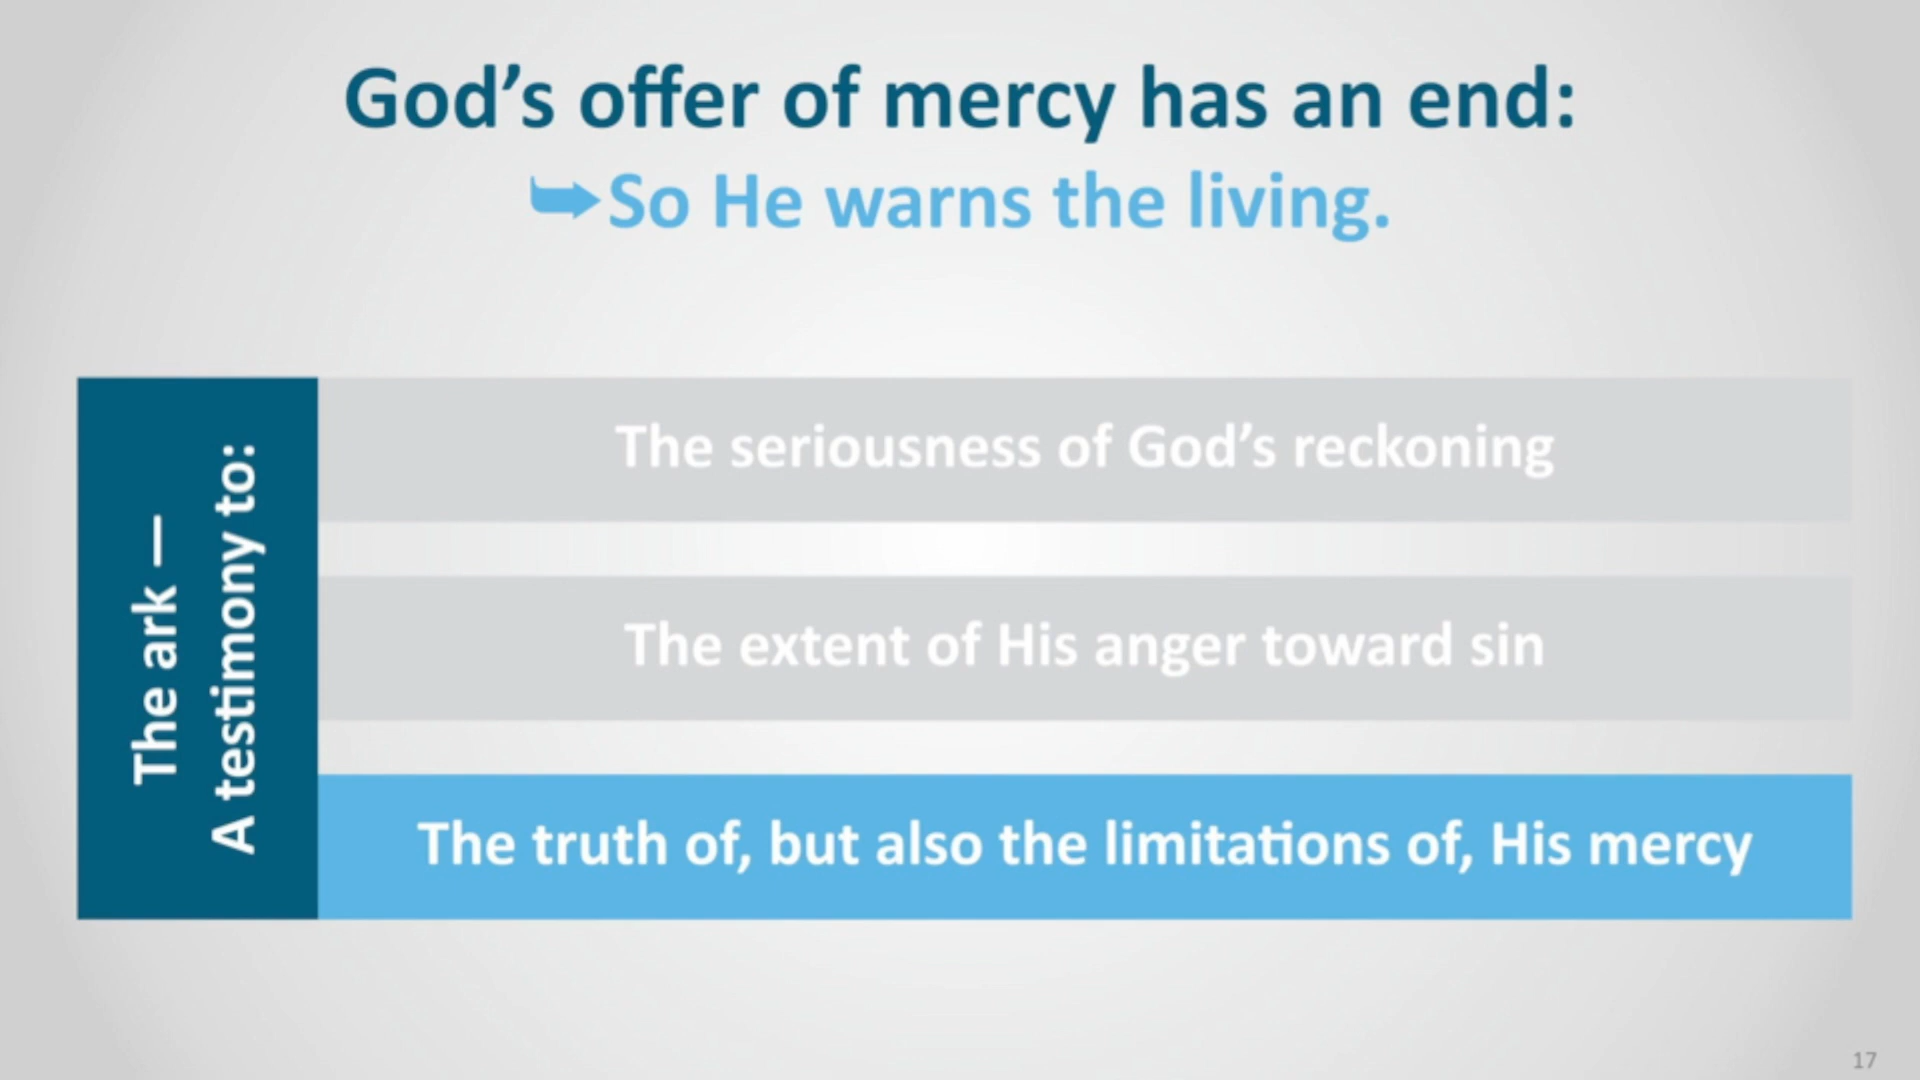 God’s offer of mercy has an end:
➥So He warns the living.
The ark —
A testimony to:
The seriousness of God’s reckoning
The extent of His anger toward sin
The truth of, but also the limitations of, His mercy
17